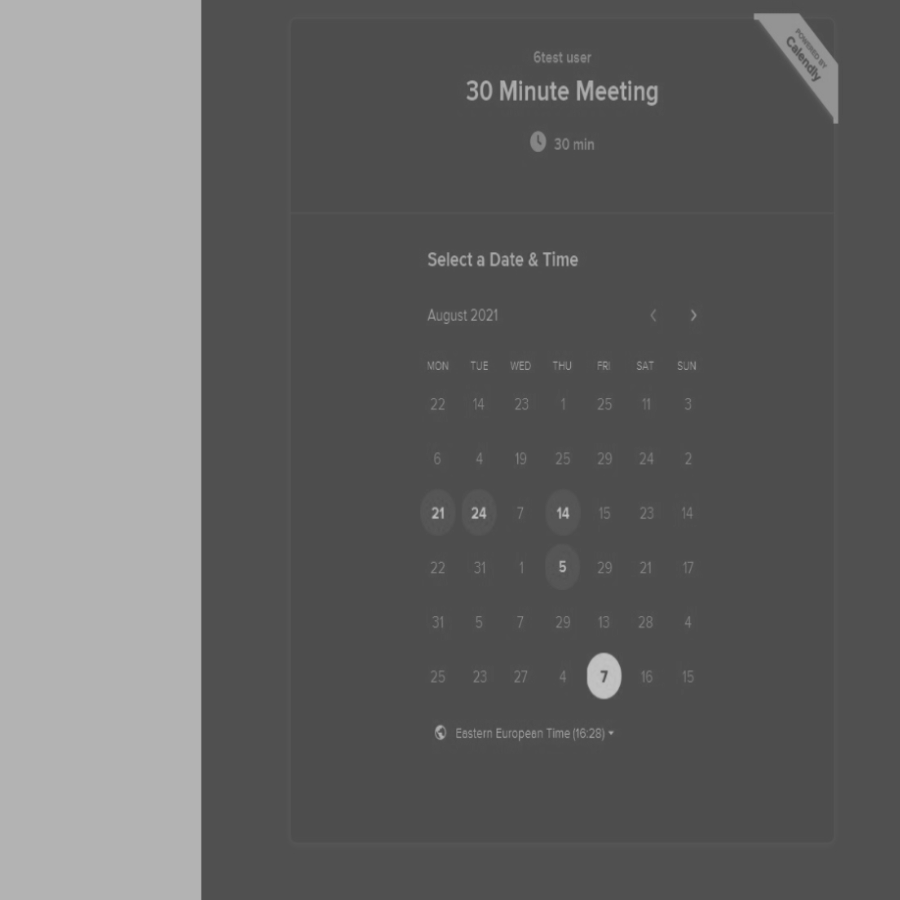 POWERED BY
Calendly
6test user
30 Minute Meeting
30 min
Select a Date & Time
August 2021
MON TUE WED THU FRI SAT SUN
22 14 23 1 25 11 3
6 4 19 25 29 24 2
21 24 7 14 15 23 14
22 31 1 5 29 21 17
31 5 7 29 13 28 4
25 23 27 4 7 16 15
Eastern European Time (16:28)